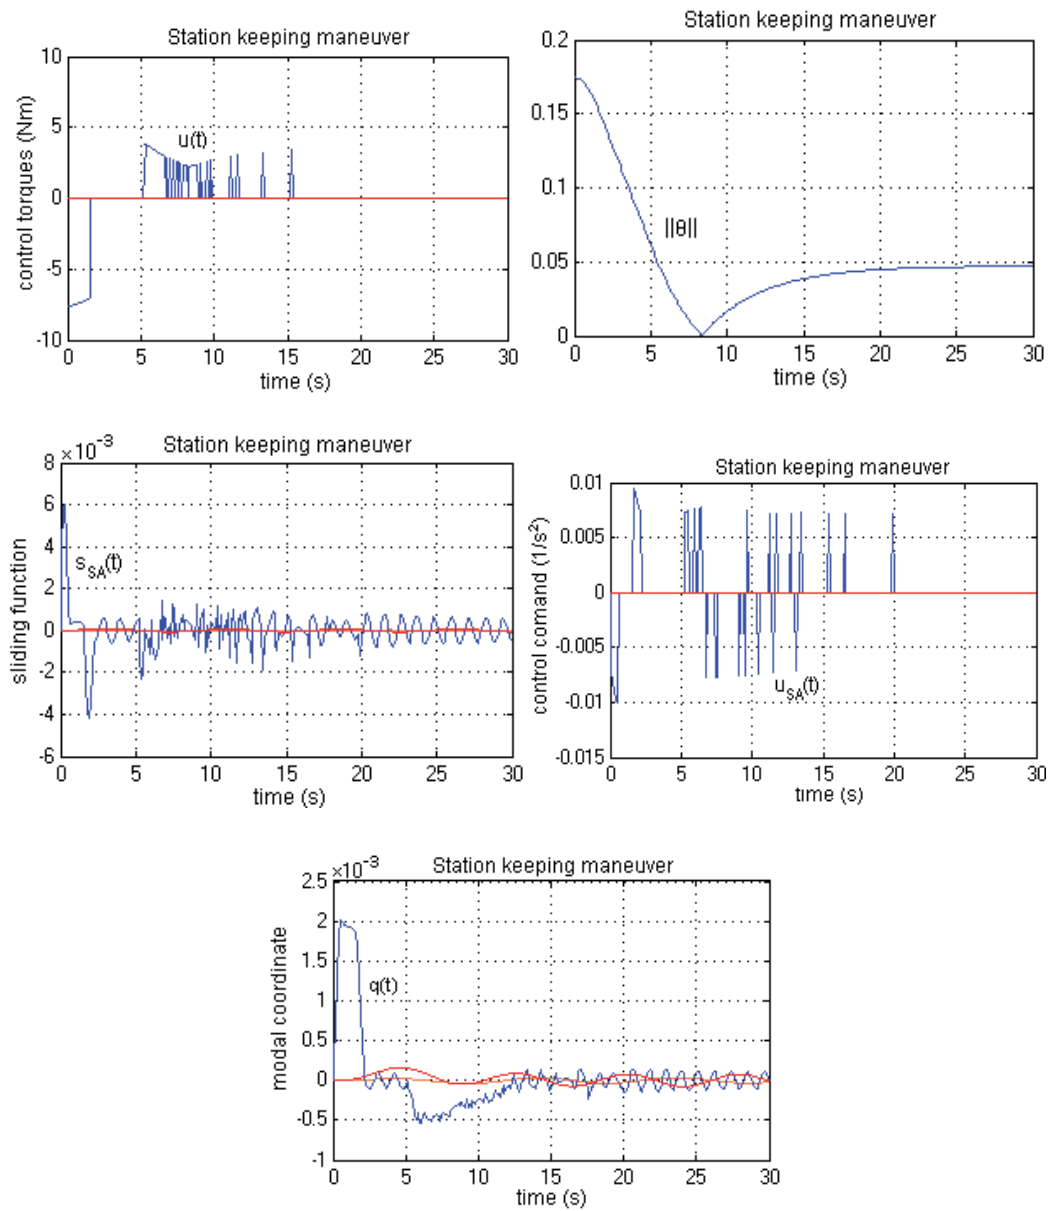 Station keeping maneuver
control torques (Nm)
10
5
0
-5
-10
u(t)
0 5 10 15 20 25 30
time (s)
Station keeping maneuver
0.2
0.15
0.1
0.05
0
||θ||
0 5 10 15 20 25 30
time (s)
Station keeping maneuver
×10⁻³
sliding function
8
6
4
2
0
-2
-4
-6
s_SA(t)
0 5 10 15 20 25 30
time (s)
Station keeping maneuver
control comand (1/s²)
0.01
0.005
0
-0.005
-0.01
-0.015
u_SA(t)
0 5 10 15 20 25 30
time (s)
Station keeping maneuver
×10⁻³
modal coordinate
2.5
2
1.5
1
0.5
0
-0.5
-1
q(t)
0 5 10 15 20 25 30
time (s)